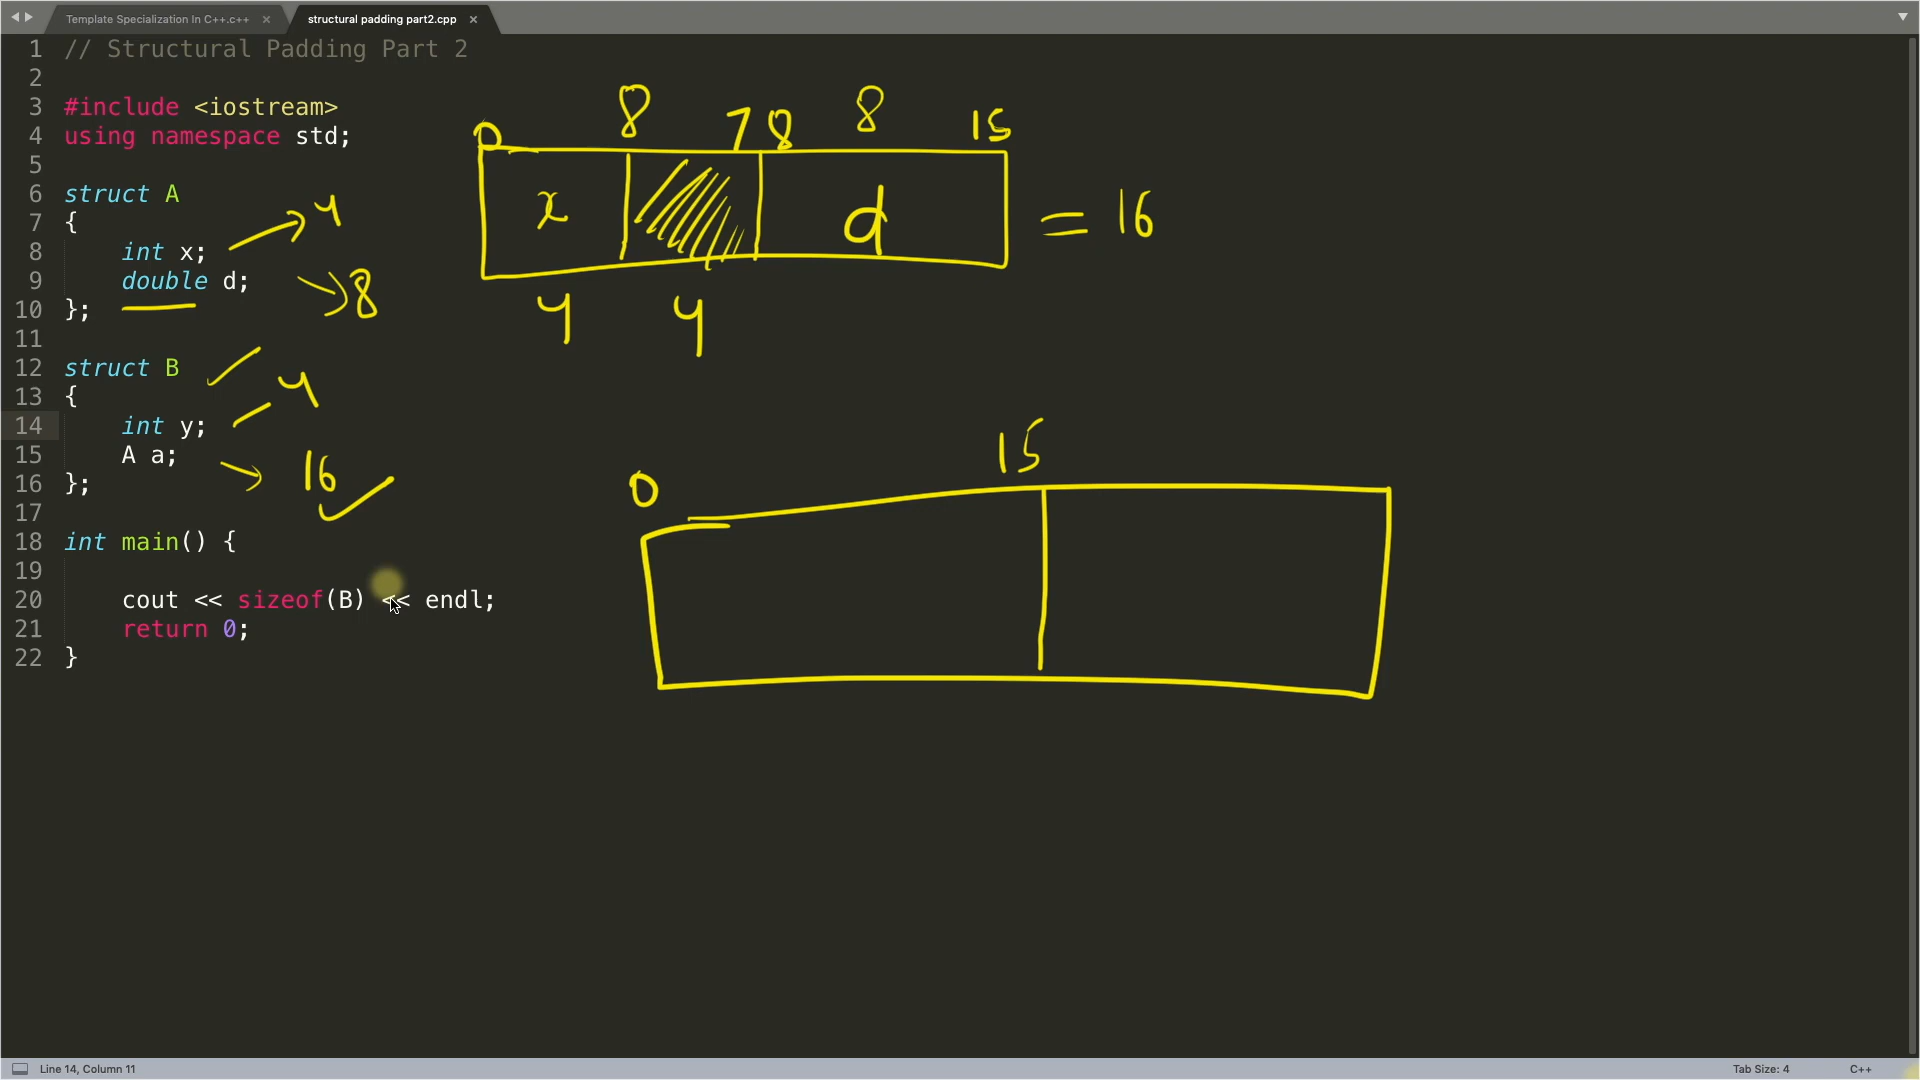 Template Specialization In C++.c++ × structural padding part2.cpp ×
1 // Structural Padding Part 2
2
3 #include <iostream>
4 using namespace std;
5
6 struct A
7 {
8 int x;
9 double d;
10 };
11
12 struct B
13 {
14 int y;
15 A a;
16 };
17
18 int main() {
19
20 cout << sizeof(B) << endl;
21 return 0;
22 }
4
8
4
16
0 8 7 8 8 15
x d = 16
4 4
0 15
Line 14, Column 11 Tab Size: 4 C++